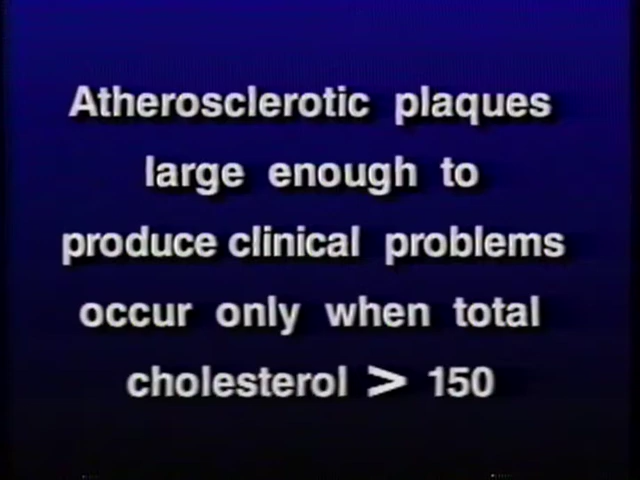 Atherosclerotic plaques
large enough to
produce clinical problems
occur only when total
cholesterol > 150